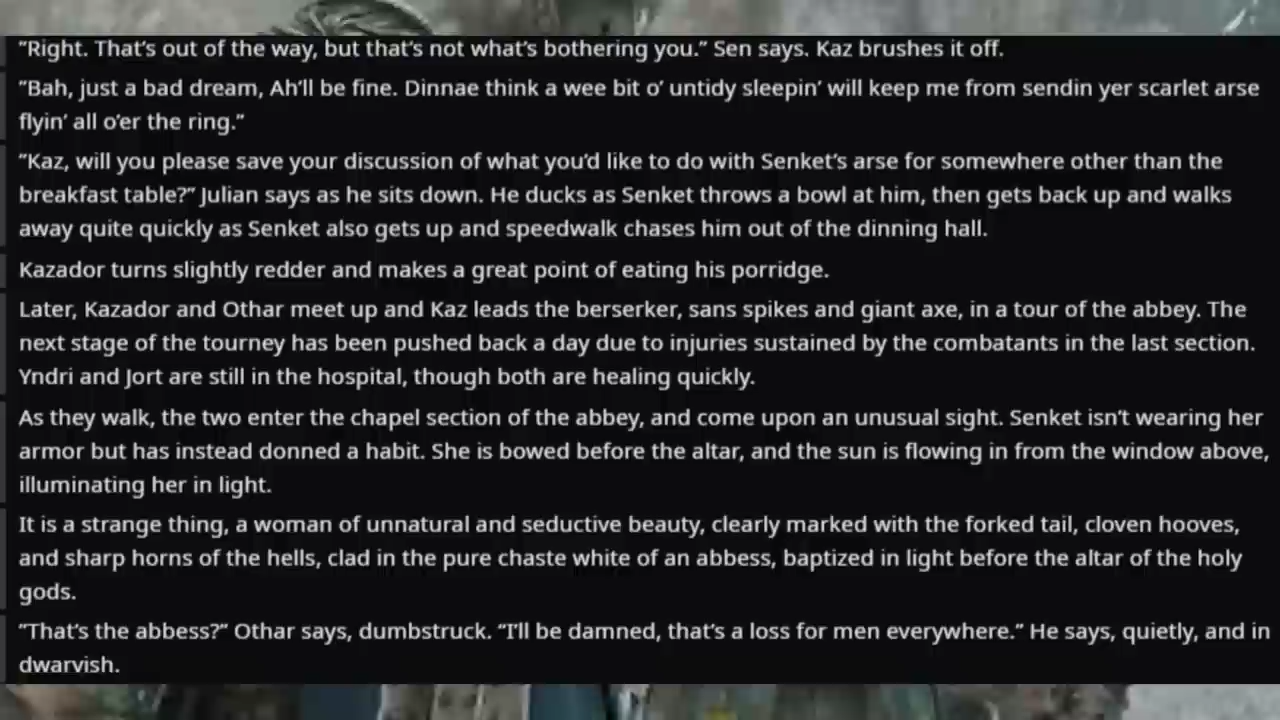 “Right. That’s out of the way, but that’s not what’s bothering you.” Sen says. Kaz brushes it off.
“Bah, just a bad dream, Ah’ll be fine. Dinnae think a wee bit o’ untidy sleepin’ will keep me from sendin yer scarlet arse
flyin’ all o’er the ring.”
“Kaz, will you please save your discussion of what you’d like to do with Senket’s arse for somewhere other than the
breakfast table?” Julian says as he sits down. He ducks as Senket throws a bowl at him, then gets back up and walks
away quite quickly as Senket also gets up and speedwalk chases him out of the dinning hall.
Kazador turns slightly redder and makes a great point of eating his porridge.
Later, Kazador and Othar meet up and Kaz leads the berserker, sans spikes and giant axe, in a tour of the abbey. The
next stage of the tourney has been pushed back a day due to injuries sustained by the combatants in the last section.
Yndri and Jort are still in the hospital, though both are healing quickly.
As they walk, the two enter the chapel section of the abbey, and come upon an unusual sight. Senket isn’t wearing her
armor but has instead donned a habit. She is bowed before the altar, and the sun is flowing in from the window above,
illuminating her in light.
It is a strange thing, a woman of unnatural and seductive beauty, clearly marked with the forked tail, cloven hooves,
and sharp horns of the hells, clad in the pure chaste white of an abbess, baptized in light before the altar of the holy
gods.
“That’s the abbess?” Othar says, dumbstruck. “I’ll be damned, that’s a loss for men everywhere.” He says, quietly, and in
dwarvish.